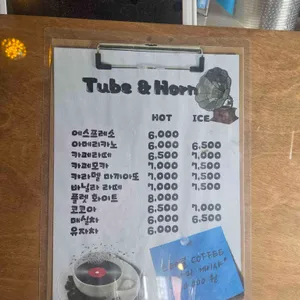 Tube & Horn
HOT ICE
에스프레소 6,000
아메리카노 6,000 6,500
카페라떼 6,500 7,000
카페모카 7,000 7,500
카라멜 마키아또 7,000 7,500
바닐라 라떼 7,000 7,500
플랫 화이트 8,000
코코아 6,500 7,000
매실차 6,000 6,500
유자차 6,000
COFFEE